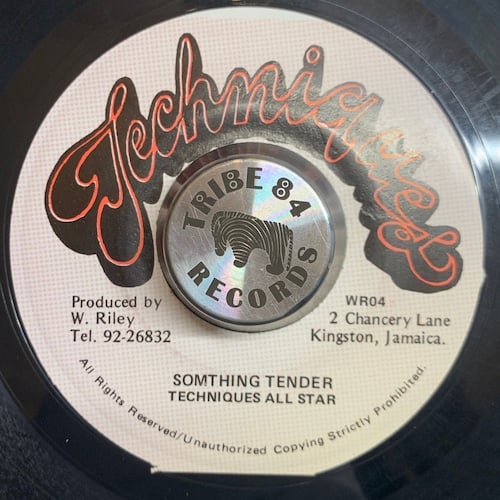 Techniques
TRIBE 84
RECORDS
Produced by
W. Riley
Tel. 92-26832
WR04
2 Chancery Lane
Kingston, Jamaica.
SOMTHING TENDER
TECHNIQUES ALL STAR
All Rights Reserved/Unauthorized Copying Strictly Prohibited.